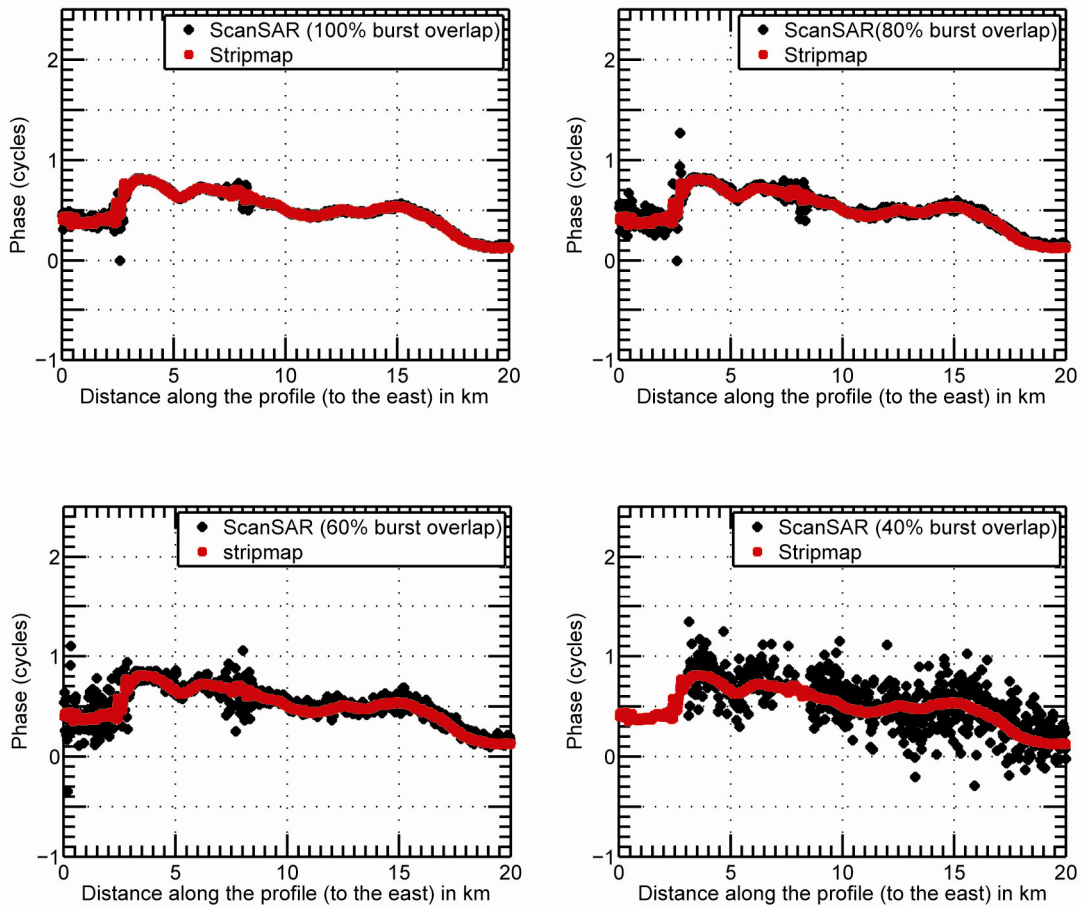 ScanSAR (100% burst overlap)
Stripmap
2
1
0
−1
Phase (cycles)
0 5 10 15 20
Distance along the profile (to the east) in km
ScanSAR(80% burst overlap)
Stripmap
2
1
0
−1
Phase (cycles)
0 5 10 15 20
Distance along the profile (to the east) in km
ScanSAR (60% burst overlap)
stripmap
2
1
0
−1
Phase (cycles)
0 5 10 15 20
Distance along the profile (to the east) in km
ScanSAR (40% burst overlap)
Stripmap
2
1
0
−1
Phase (cycles)
0 5 10 15 20
Distance along the profile (to the east) in km